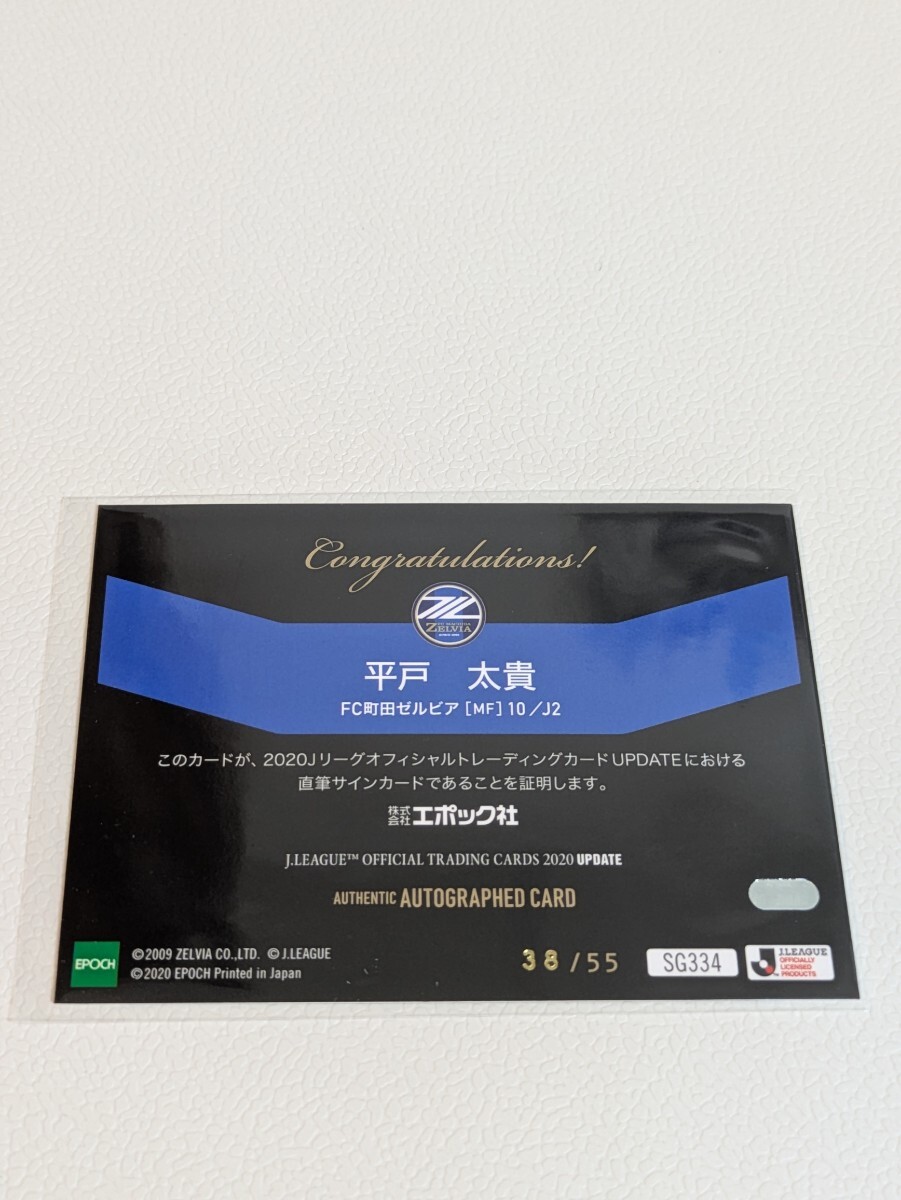 Congratulations!
ZELVIA
平戸　太貴
FC町田ゼルビア [MF] 10/J2
このカードが、2020JリーグオフィシャルトレーディングカードUPDATEにおける
直筆サインカードであることを証明します。
株式会社エポック社
J.LEAGUE™ OFFICIAL TRADING CARDS 2020 UPDATE
AUTHENTIC AUTOGRAPHED CARD
EPOCH
©2009 ZELVIA CO.,LTD. ©J.LEAGUE
©2020 EPOCH Printed in Japan
38/55
SG334
J.LEAGUE
OFFICIALLY
LICENSED
PRODUCTS